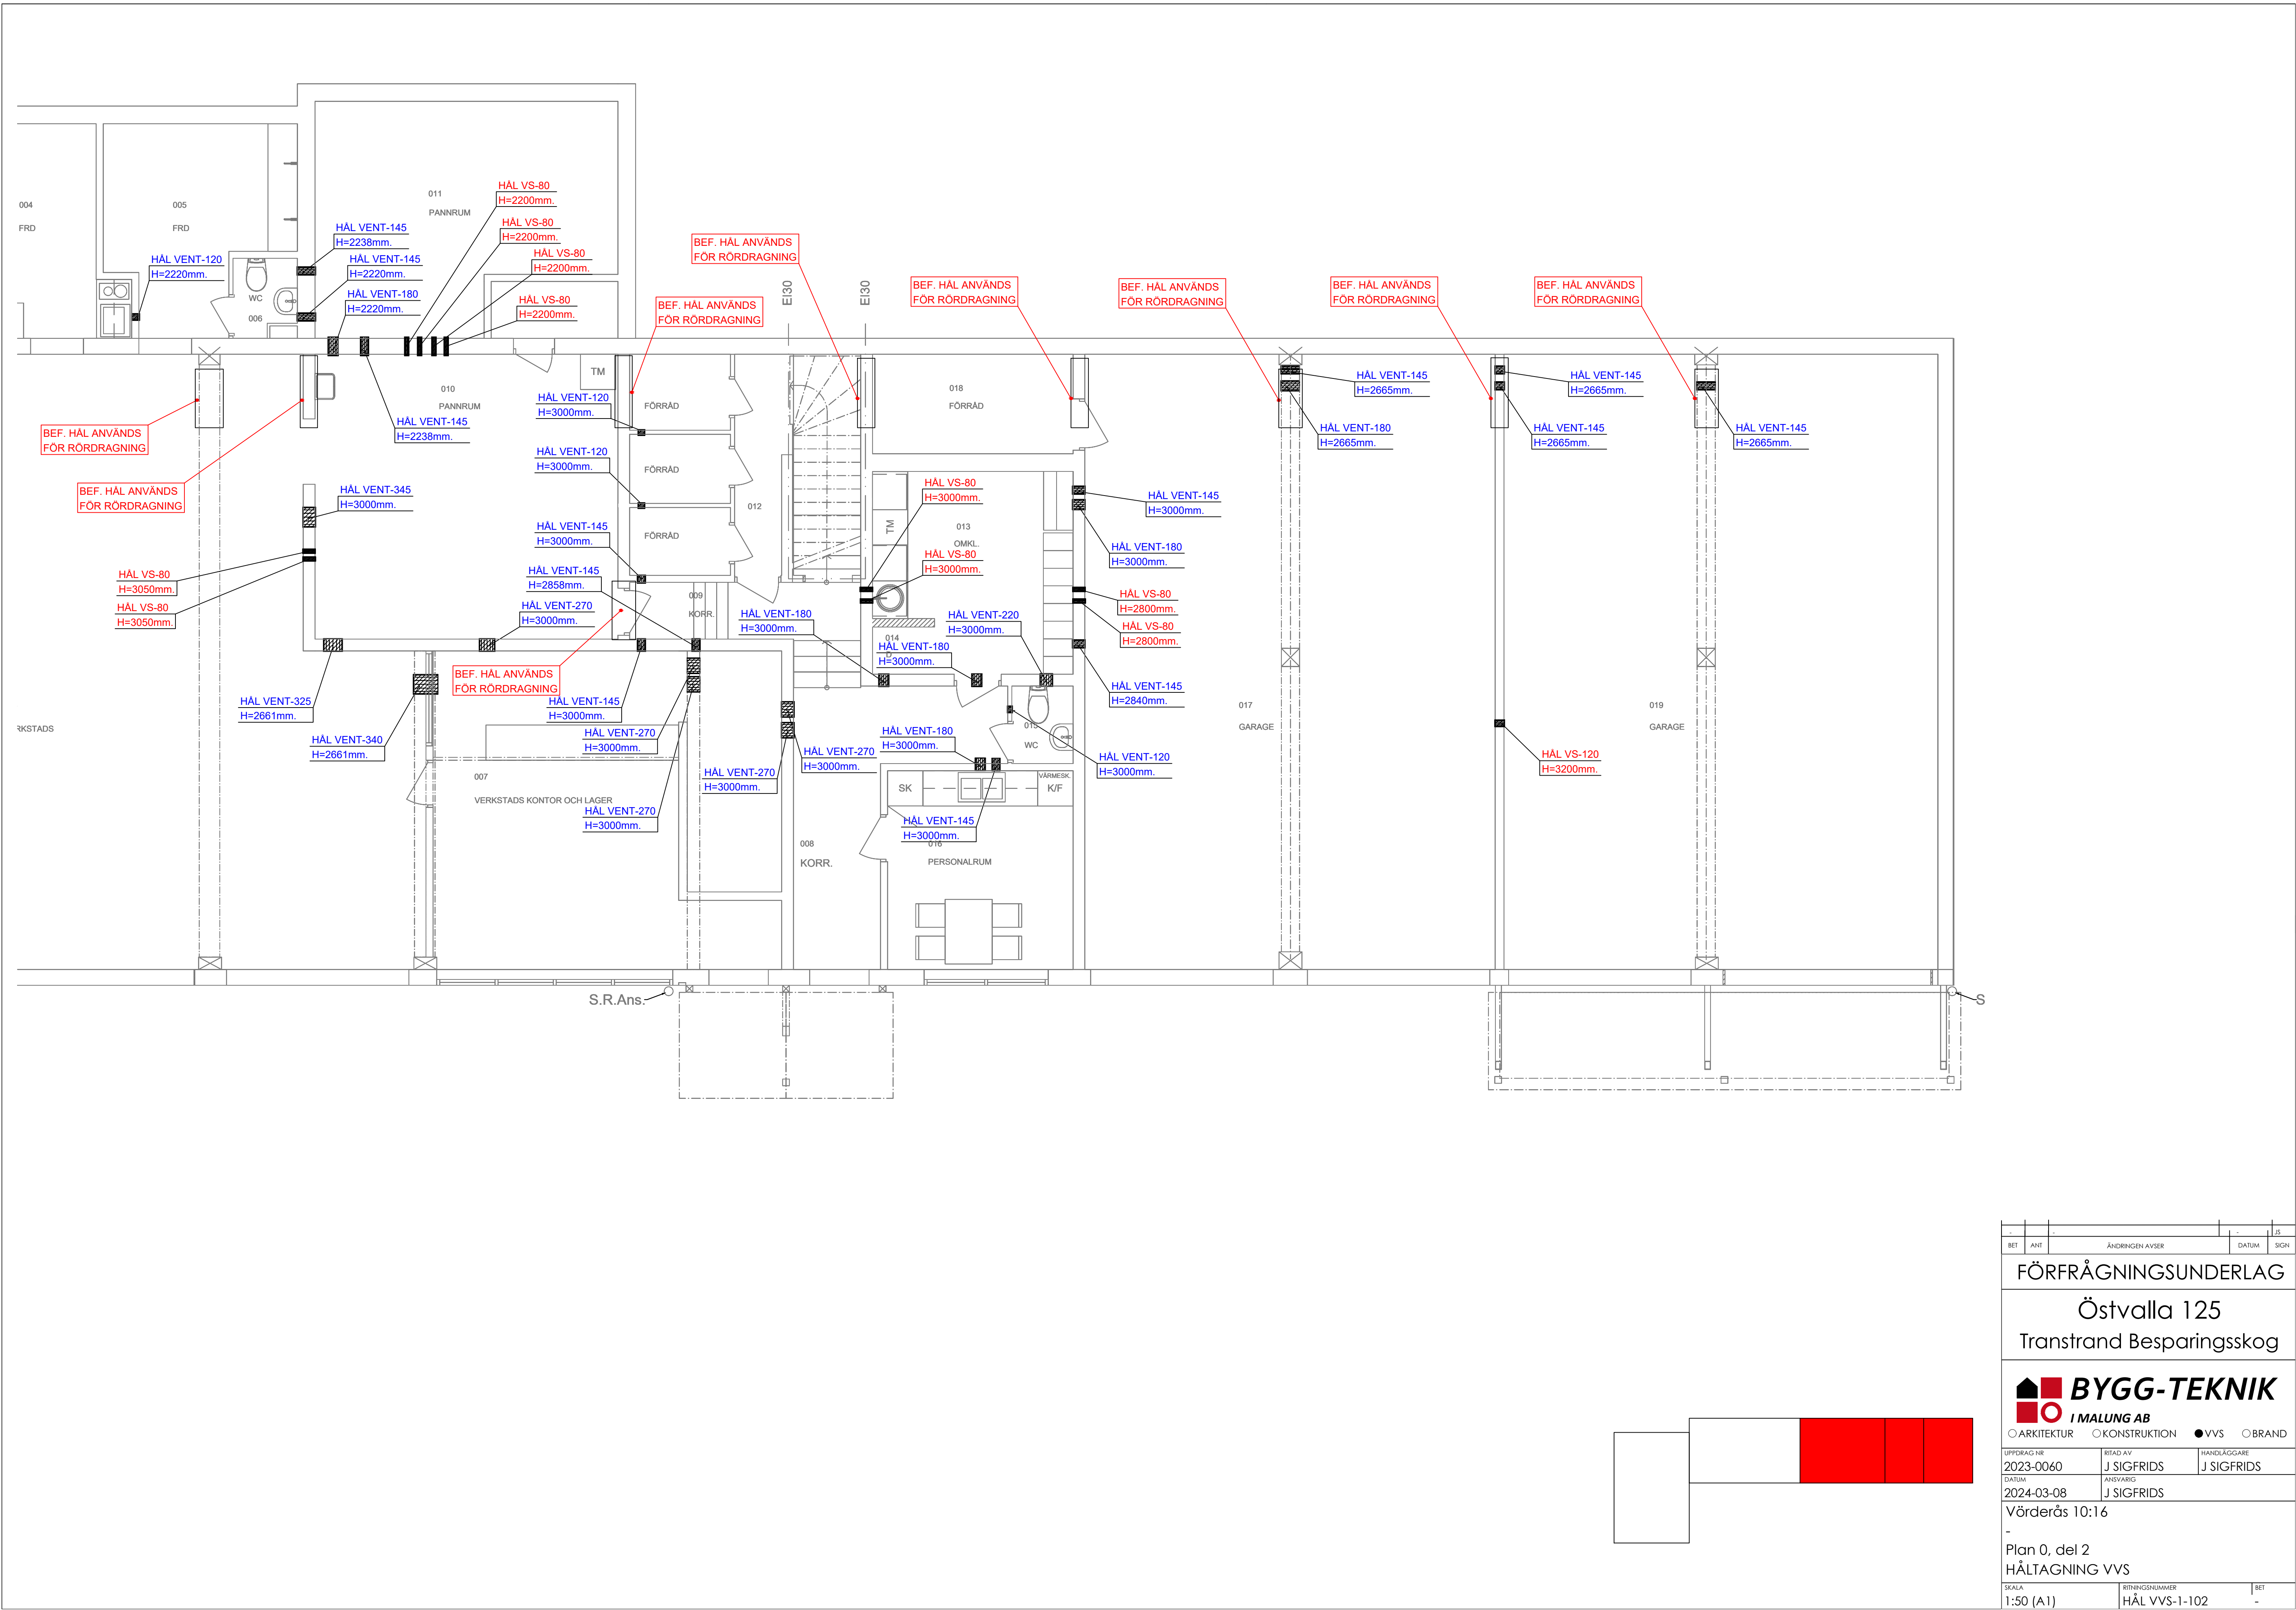 011
PANNRUM
HÅL VS-80
H=2200mm.
HÅL VS-80
H=2200mm.
HÅL VS-80
H=2200mm.
HÅL VS-80
H=2200mm.
004
FRD
005
FRD
HÅL VENT-120
H=2220mm.
WC
006
HÅL VENT-145
H=2238mm.
HÅL VENT-145
H=2220mm.
HÅL VENT-180
H=2220mm.
BEF. HÅL ANVÄNDS
FÖR RÖRDRAGNING
BEF. HÅL ANVÄNDS
FÖR RÖRDRAGNING
EI30
EI30
BEF. HÅL ANVÄNDS
FÖR RÖRDRAGNING
BEF. HÅL ANVÄNDS
FÖR RÖRDRAGNING
BEF. HÅL ANVÄNDS
FÖR RÖRDRAGNING
BEF. HÅL ANVÄNDS
FÖR RÖRDRAGNING
BEF. HÅL ANVÄNDS
FÖR RÖRDRAGNING
BEF. HÅL ANVÄNDS
FÖR RÖRDRAGNING
010
PANNRUM
TM
HÅL VENT-145
H=2238mm.
HÅL VENT-120
H=3000mm.
FÖRRÅD
HÅL VENT-120
H=3000mm.
FÖRRÅD
HÅL VENT-145
H=3000mm.
FÖRRÅD
012
018
FÖRRÅD
HÅL VENT-145
H=2665mm.
HÅL VENT-180
H=2665mm.
HÅL VENT-145
H=2665mm.
HÅL VENT-145
H=2665mm.
HÅL VENT-145
H=2665mm.
HÅL VENT-345
H=3000mm.
HÅL VS-80
H=3050mm.
HÅL VS-80
H=3050mm.
HÅL VENT-145
H=2858mm.
HÅL VENT-270
H=3000mm.
009
KORR.
HÅL VS-80
H=3000mm.
TM
013
OMKL.
HÅL VS-80
H=3000mm.
HÅL VENT-145
H=3000mm.
HÅL VENT-180
H=3000mm.
HÅL VS-80
H=2800mm.
HÅL VS-80
H=2800mm.
HÅL VENT-180
H=3000mm.
HÅL VENT-220
H=3000mm.
014
D
HÅL VENT-180
H=3000mm.
HÅL VENT-145
H=2840mm.
BEF. HÅL ANVÄNDS
FÖR RÖRDRAGNING
HÅL VENT-325
H=2661mm.
HÅL VENT-340
H=2661mm.
HÅL VENT-145
H=3000mm.
HÅL VENT-270
H=3000mm.
HÅL VENT-270
H=3000mm.
HÅL VENT-270
H=3000mm.
HÅL VENT-270
H=3000mm.
HÅL VENT-180
H=3000mm.
015
WC
HÅL VENT-120
H=3000mm.
017
GARAGE
019
GARAGE
HÅL VS-120
H=3200mm.
RKSTADS
007
VERKSTADS KONTOR OCH LAGER
SK
VÄRMESK.
K/F
HÅL VENT-145
H=3000mm.
016
PERSONALRUM
008
KORR.
S.R.Ans.
S
- - - JS
BET ANT ÄNDRINGEN AVSER DATUM SIGN
FÖRFRÅGNINGSUNDERLAG
Östvalla 125
Transtrand Besparingsskog
BYGG-TEKNIK
I MALUNG AB
ARKITEKTUR KONSTRUKTION VVS BRAND
UPPDRAG NR RITAD AV HANDLÄGGARE
2023-0060 J SIGFRIDS J SIGFRIDS
DATUM ANSVARIG
2024-03-08 J SIGFRIDS
Vörderås 10:16
-
Plan 0, del 2
HÅLTAGNING VVS
SKALA RITNINGSNUMMER BET
1:50 (A1) HÅL VVS-1-102 -